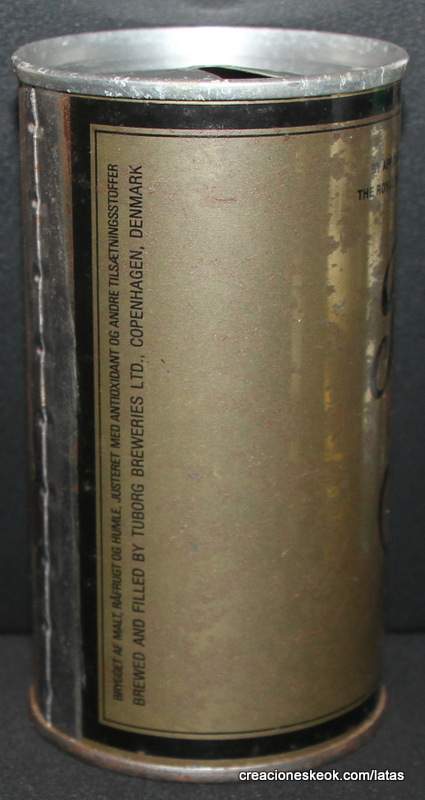 BRYGGET AF MALT, RÅFRUGT OG HUMLE, JUSTERET MED ANTIOXIDANT OG ANDRE TILSÆTNINGSSTOFFER
BREWED AND FILLED BY TUBORG BREWERIES LTD., COPENHAGEN, DENMARK
BY
THE
creacioneskeok.com/latas